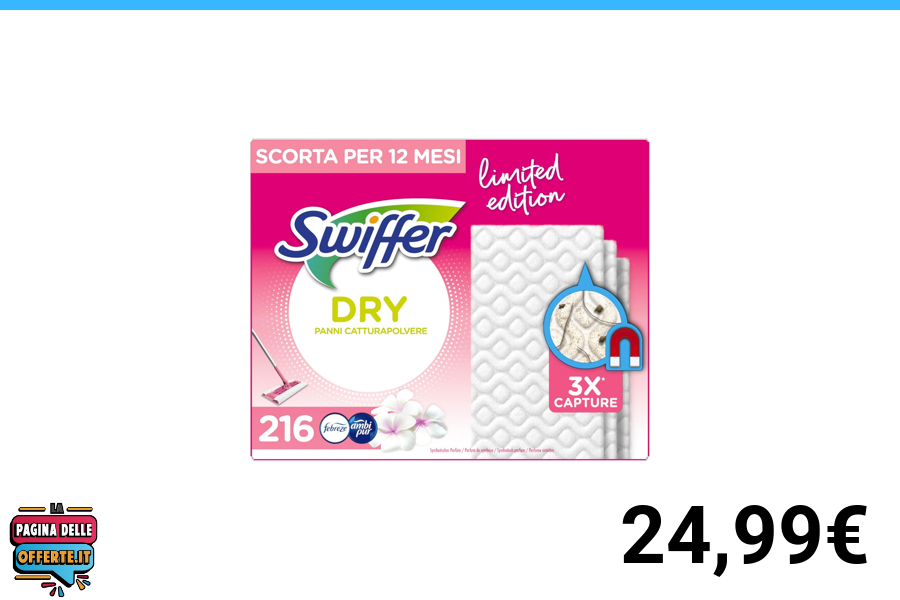 SCORTA PER 12 MESI
limited
edition
Swiffer
DRY
PANNI CATTURAPOLVERE
3X*
CAPTURE
216
febreze
ambi
pur
LA
PAGINA DELLE
OFFERTE.IT
24,99€